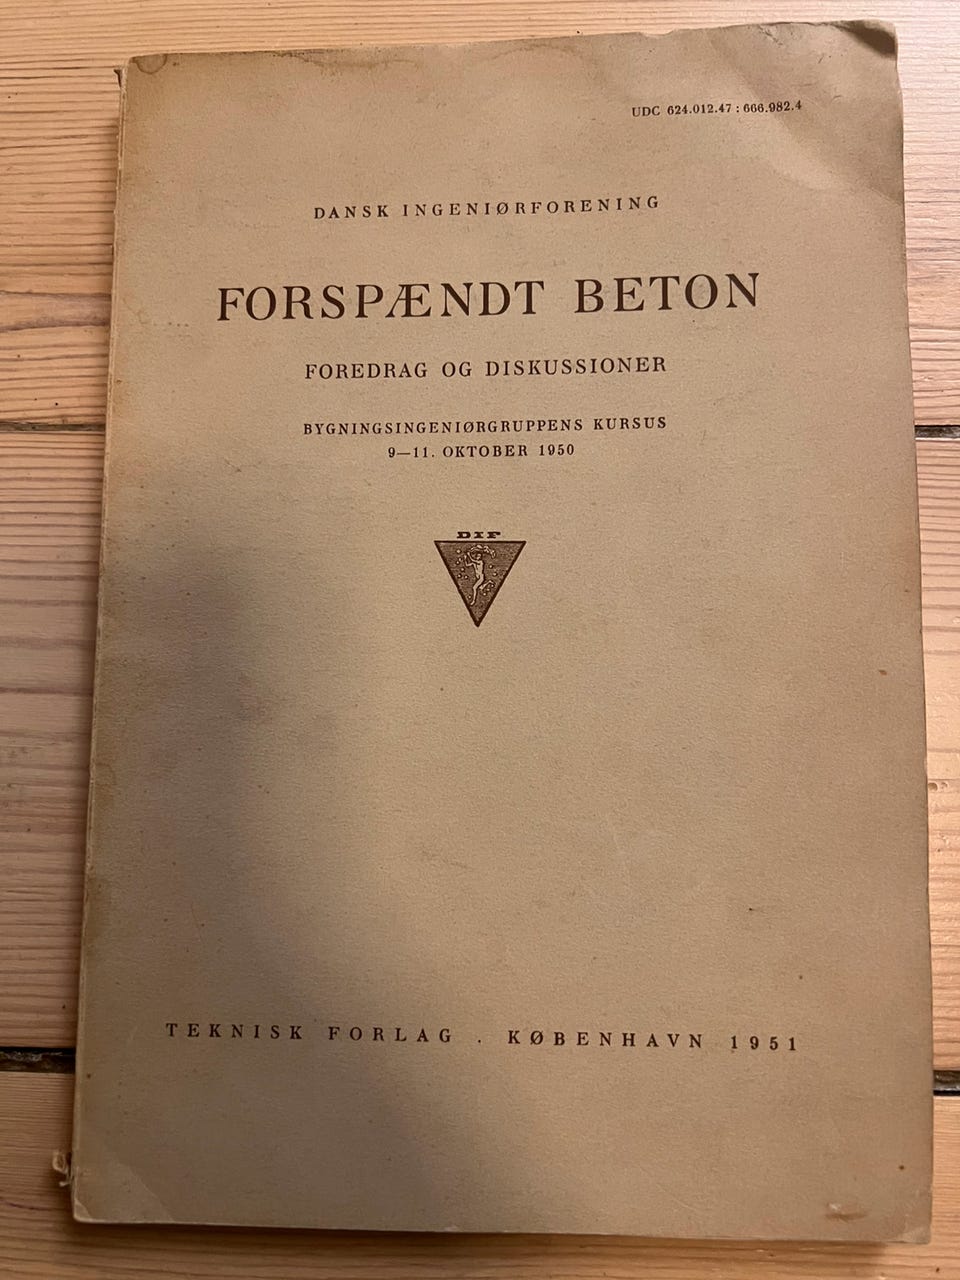 UDC 624.012.47 : 666.982.4
DANSK INGENIØRFORENING
FORSPÆNDT BETON
FOREDRAG OG DISKUSSIONER
BYGNINGSINGENIØRGRUPPENS KURSUS
9—11. OKTOBER 1950
DIF
TEKNISK FORLAG . KØBENHAVN 1951